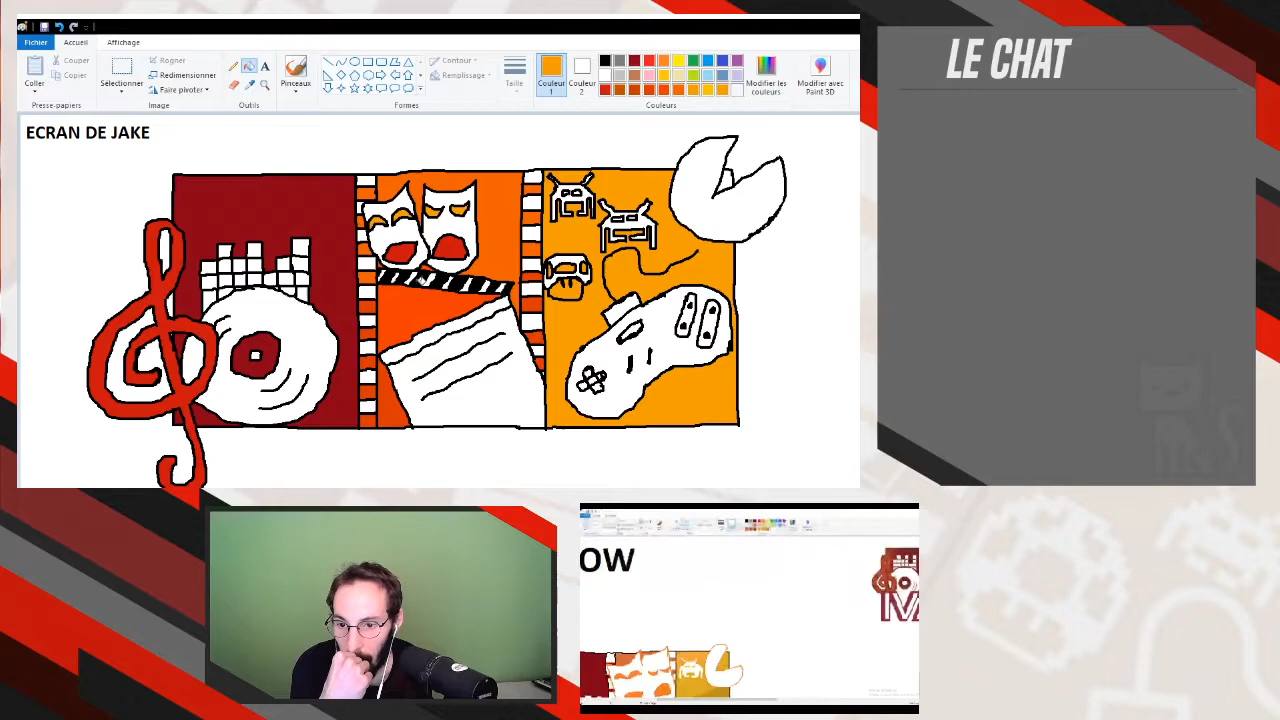 Fichier Accueil Affichage
Coller
Couper
Copier
Presse-papiers
Sélectionner
Rogner
Redimensionner
Faire pivoter
Image
A
Outils
Pinceaux
Contour
Remplissage
Formes
Taille
Couleur 1
Couleur 2
Modifier les couleurs
Modifier avec Paint 3D
Couleurs
ECRAN DE JAKE
LE CHAT
OW